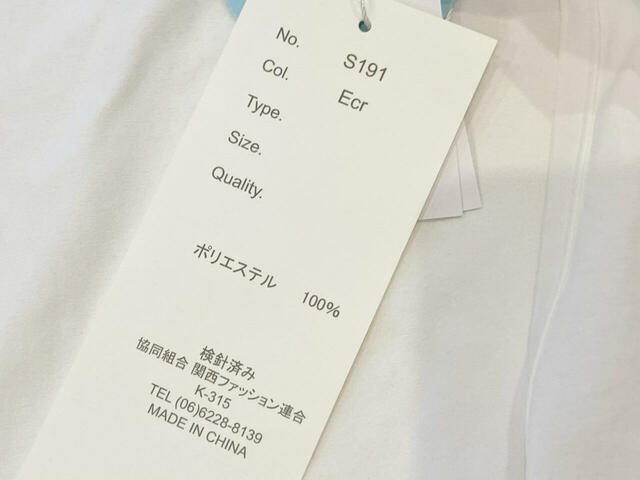 No. S191
Col. Ecr
Type.
Size.
Quality.
ポリエステル 100%
検針済み
協同組合 関西ファッション連合
K-315
TEL (06)6228-8139
MADE IN CHINA